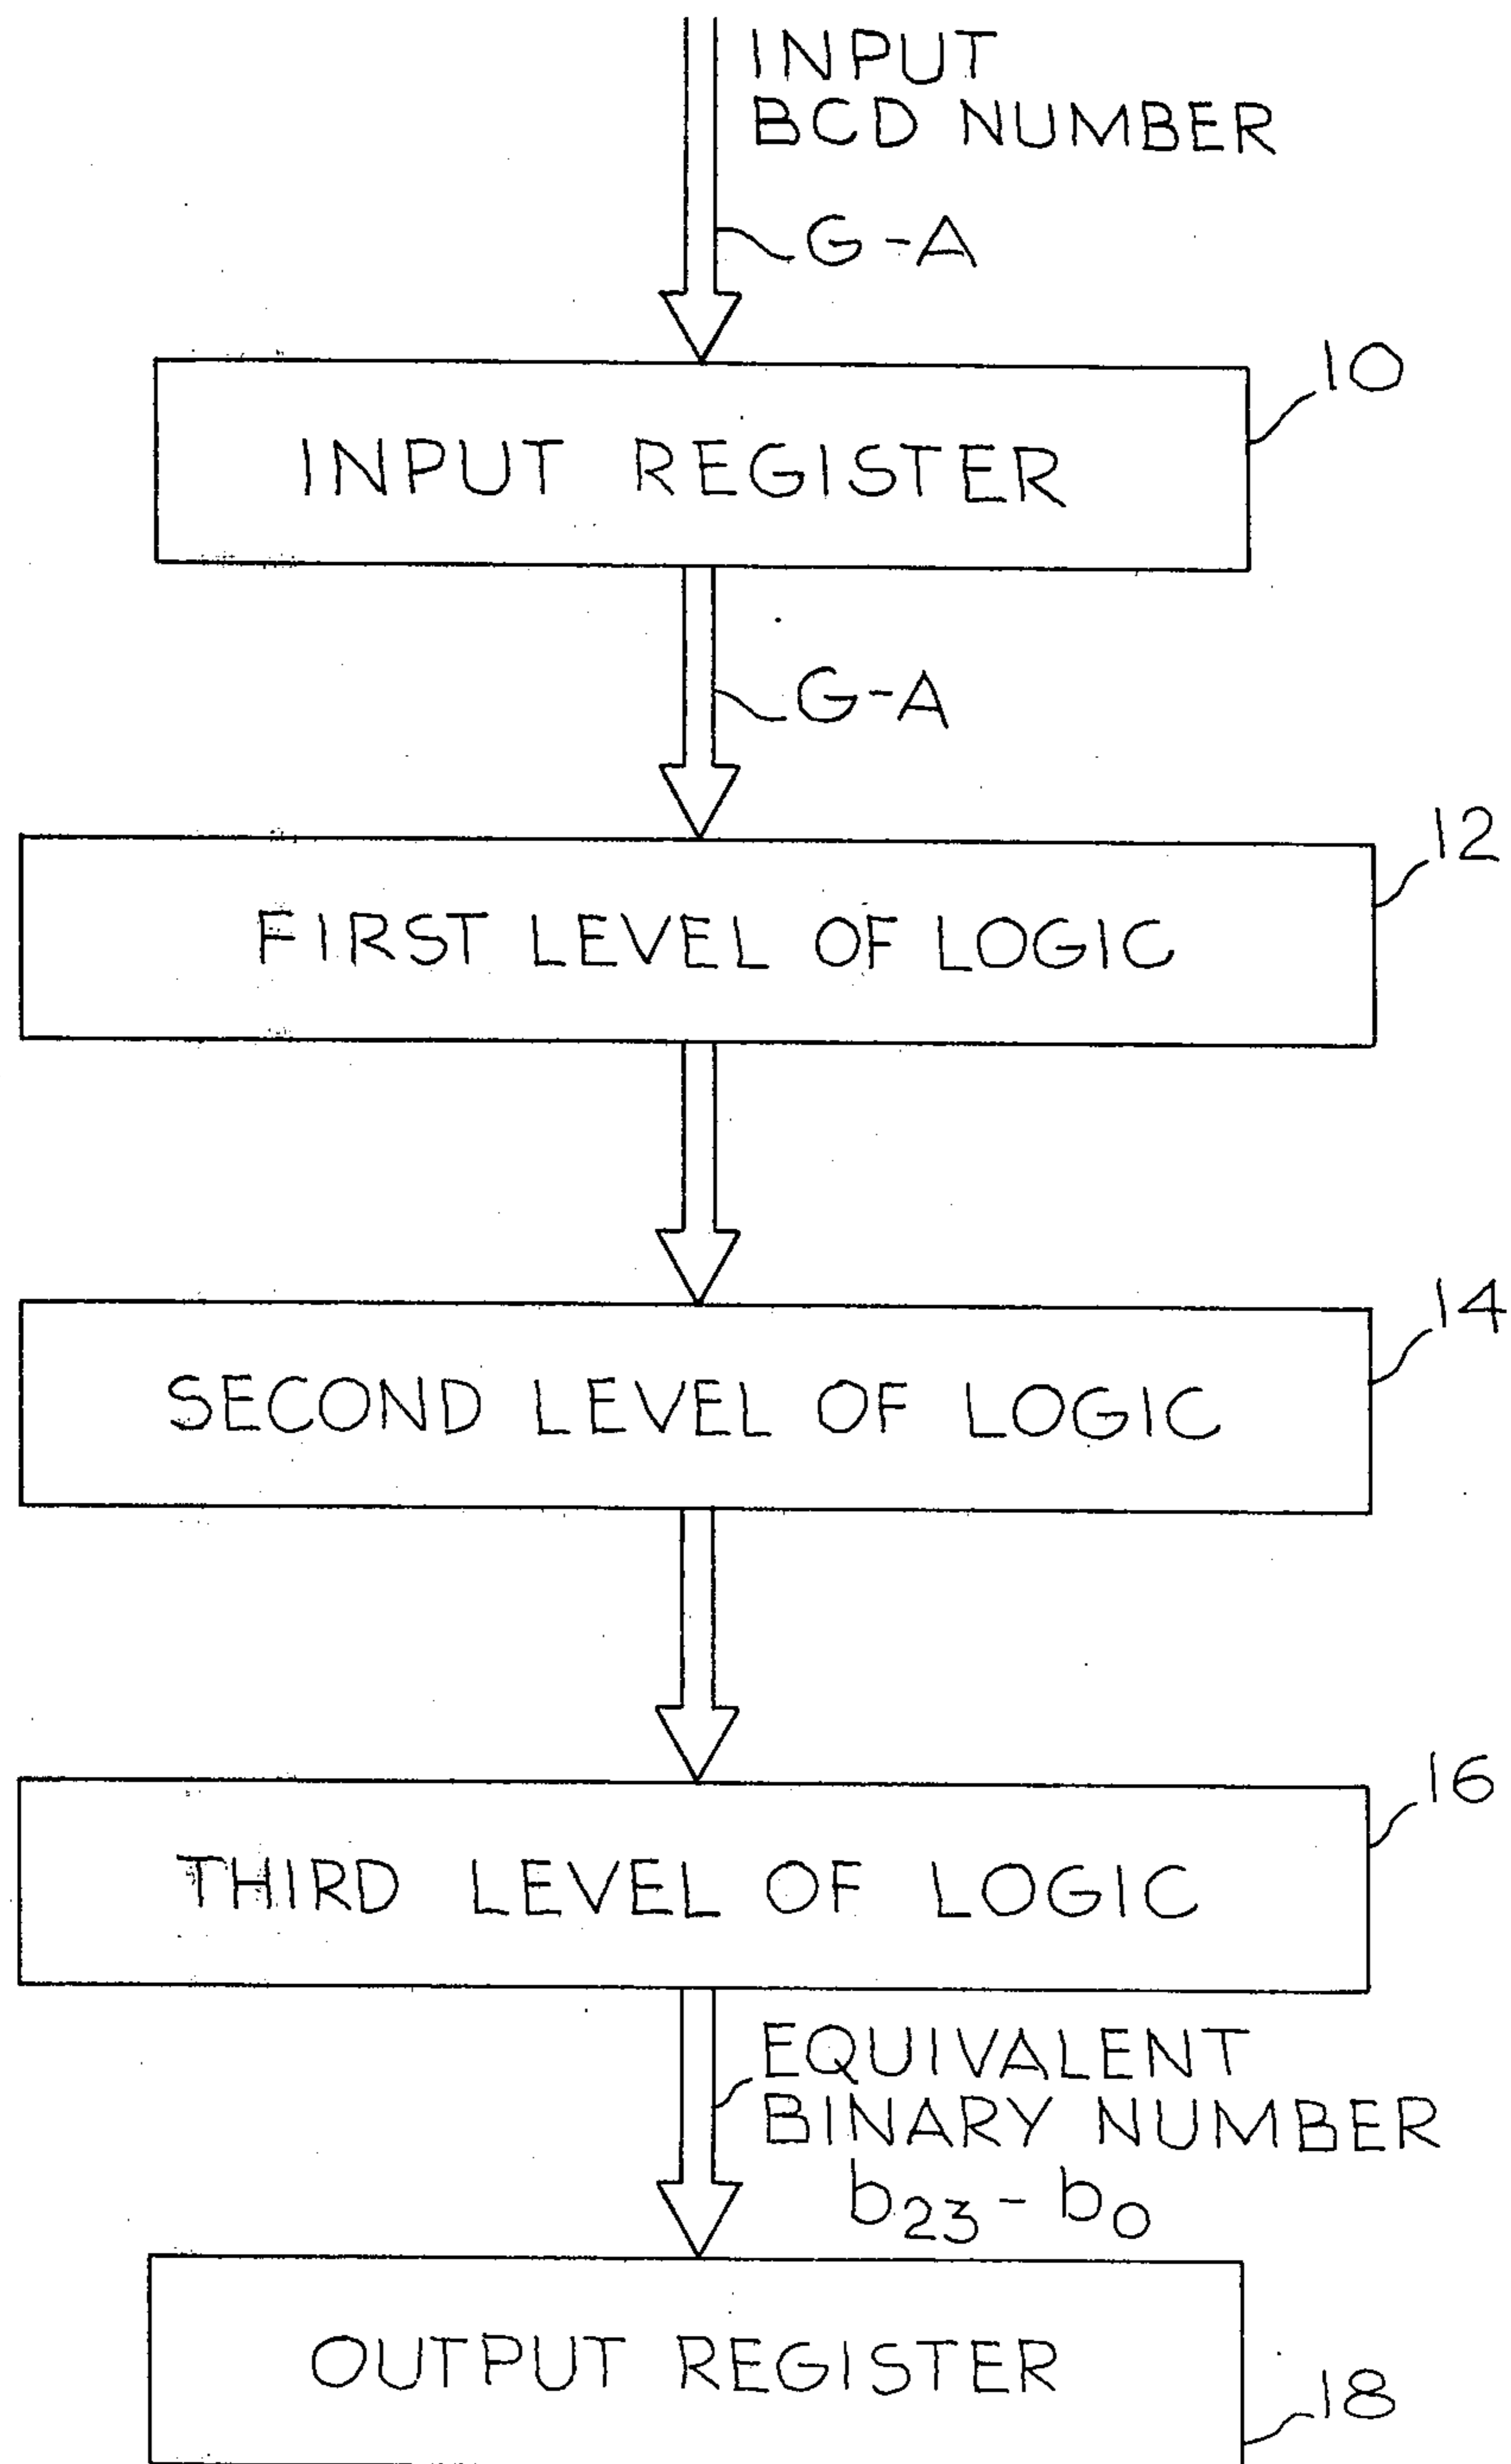 INPUT
BCD NUMBER
G-A
10
INPUT REGISTER
G-A
12
FIRST LEVEL OF LOGIC
14
SECOND LEVEL OF LOGIC
16
THIRD LEVEL OF LOGIC
EQUIVALENT
BINARY NUMBER
b23 - b0
OUTPUT REGISTER
18